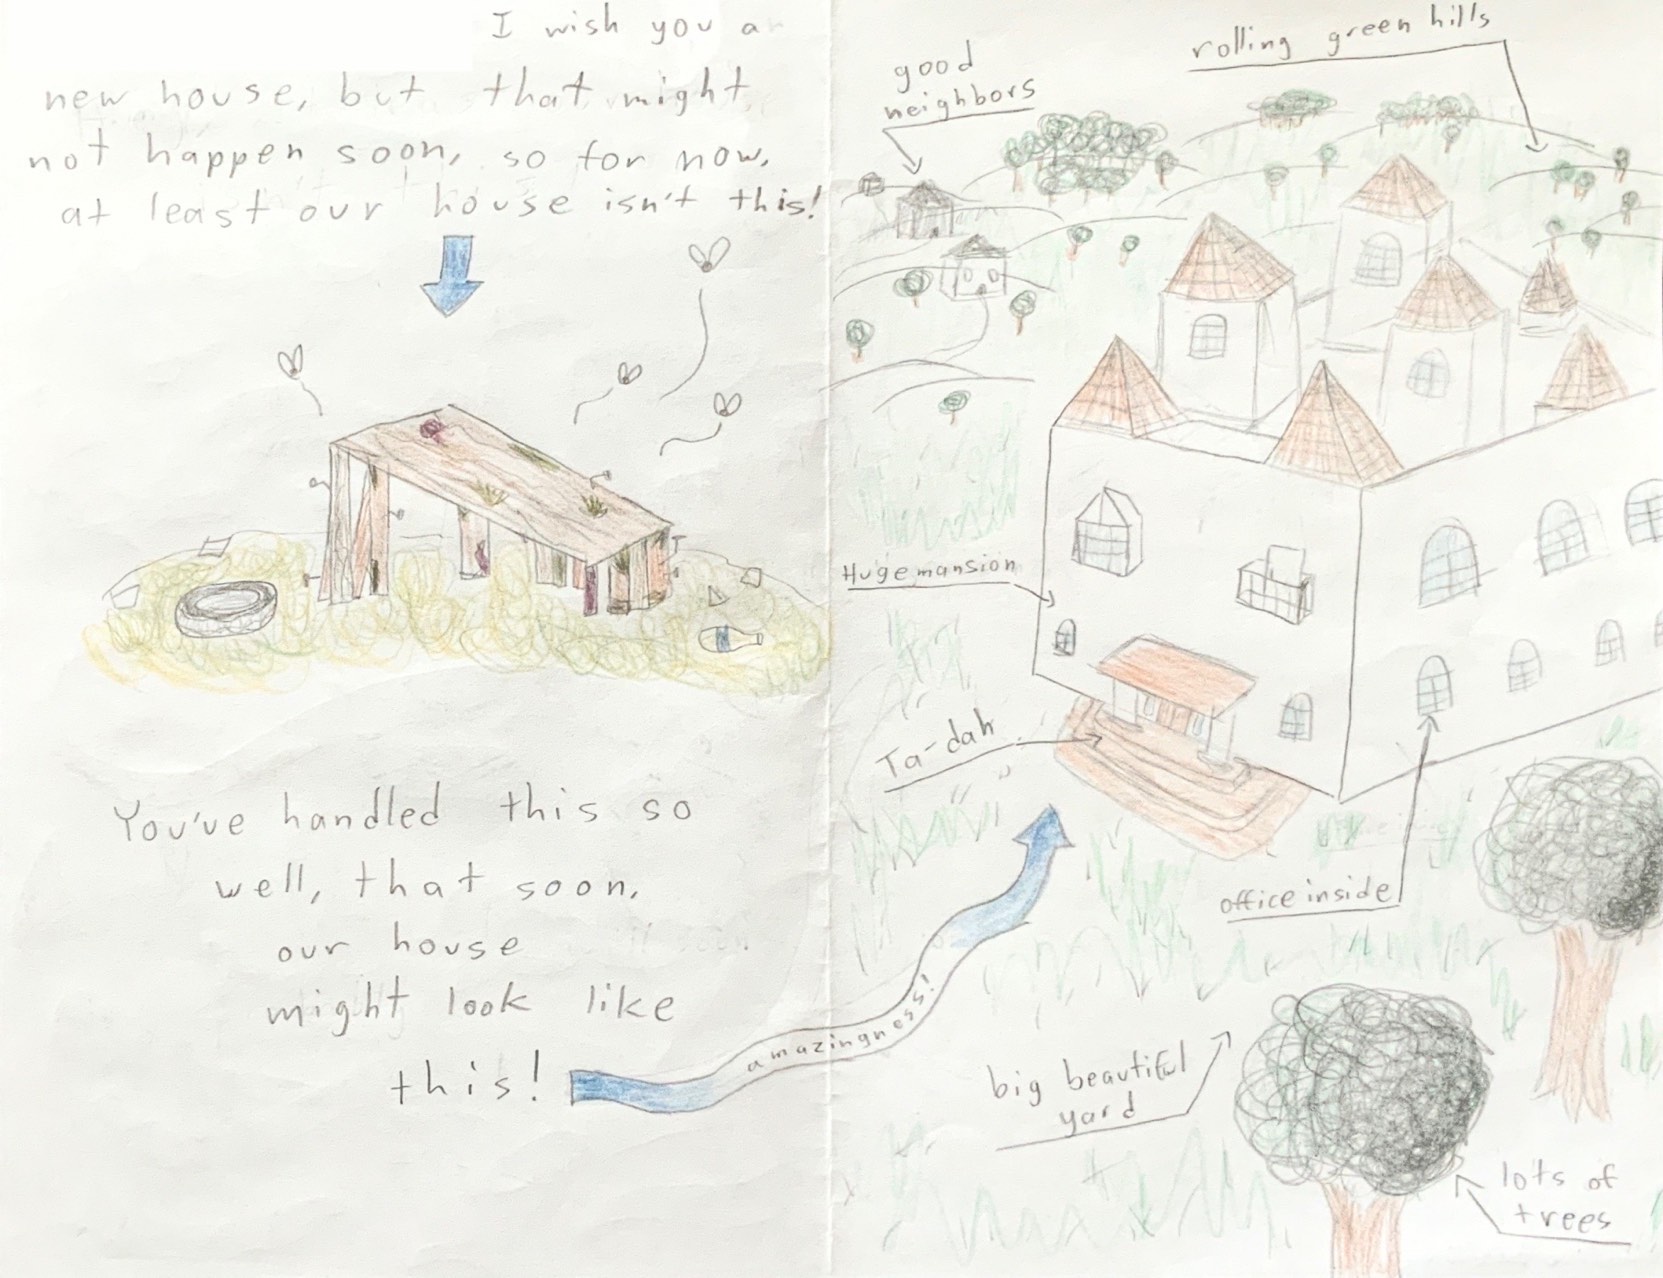 I wish you a
new house, but that might
not happen soon, so for now,
at least our house isn't this!
You've handled this so
well, that soon,
our house
might look like
this!
amazingness!
good
neighbors
rolling green hills
Huge mansion
Ta-dah
office inside
big beautiful
yard
lots of
trees